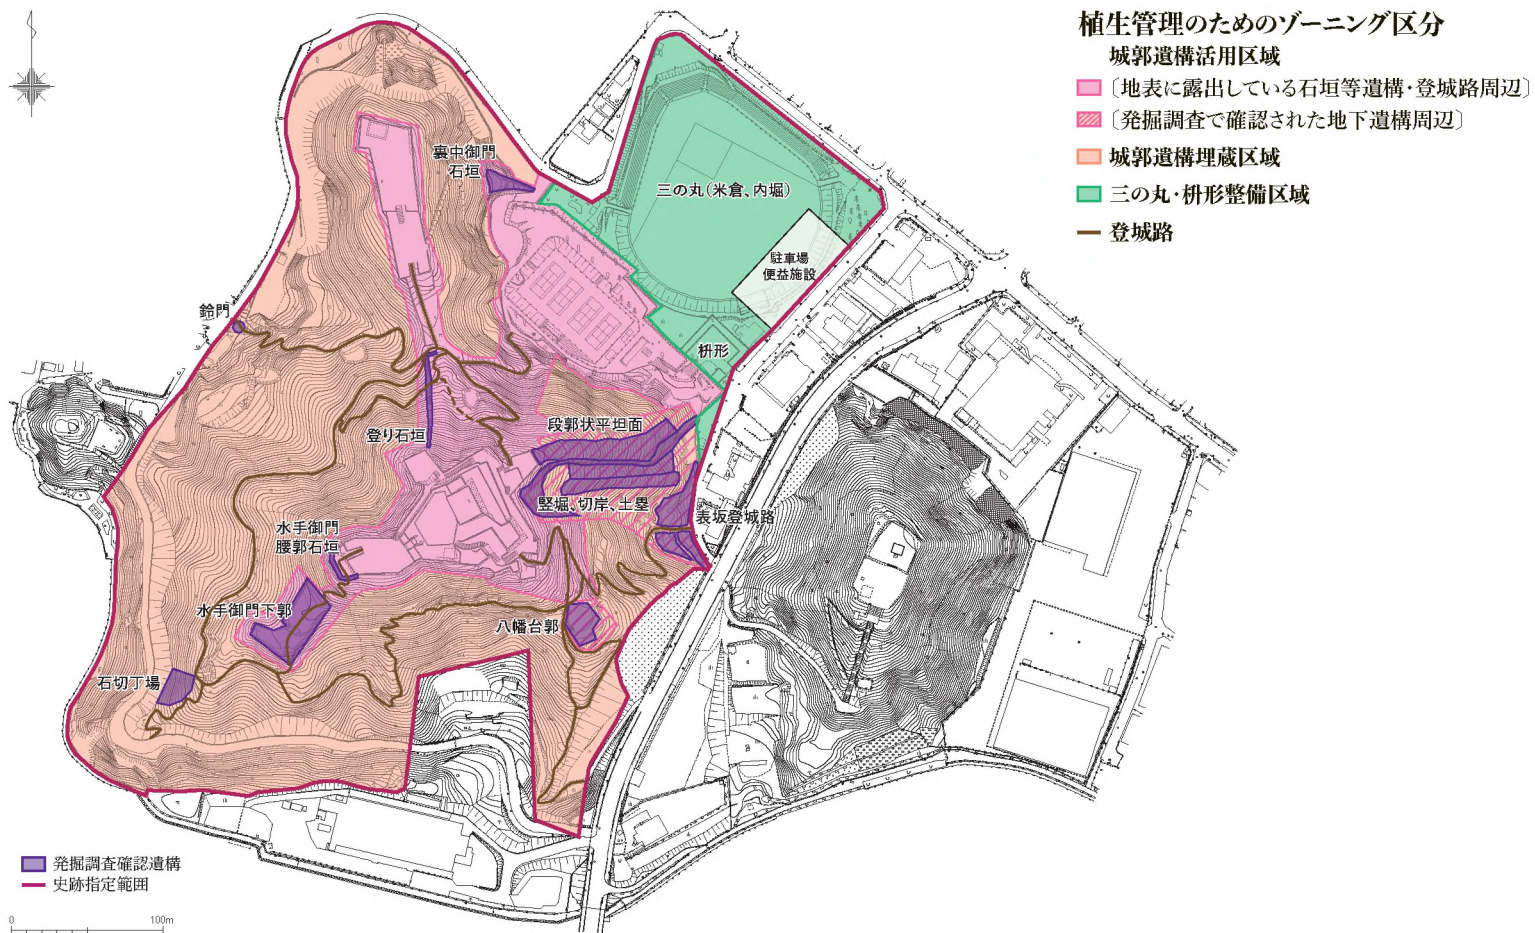 植生管理のためのゾーニング区分
城郭遺構活用区域
〔地表に露出している石垣等遺構・登城路周辺〕
〔発掘調査で確認された地下遺構周辺〕
城郭遺構埋蔵区域
三の丸・枡形整備区域
登城路
裏中御門
石垣
三の丸(米倉、内堀)
駐車場
便益施設
鈴門
枡形
登り石垣
段郭状平坦面
竪堀、切岸、土塁
表坂登城路
水手御門
腰郭石垣
水手御門下郭
八幡台郭
石切丁場
発掘調査確認遺構
史跡指定範囲
0
100m